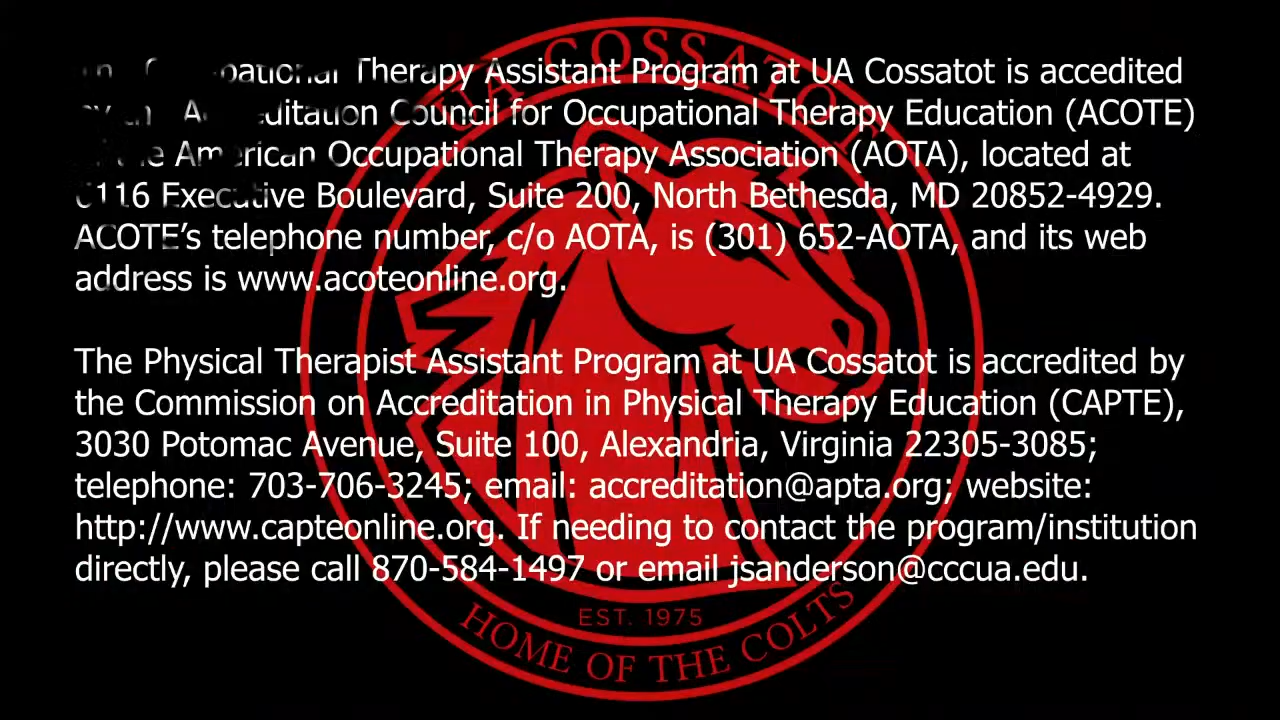 Therapy Assistant Program at UA Cossatot is accedited
Council for Occupational Therapy Education (ACOTE)
American Occupational Therapy Association (AOTA), located at
6116 Executive Boulevard, Suite 200, North Bethesda, MD 20852-4929.
ACOTE’s telephone number, c/o AOTA, is (301) 652-AOTA, and its web
address is www.acoteonline.org.
The Physical Therapist Assistant Program at UA Cossatot is accredited by
the Commission on Accreditation in Physical Therapy Education (CAPTE),
3030 Potomac Avenue, Suite 100, Alexandria, Virginia 22305-3085;
telephone: 703-706-3245; email: accreditation@apta.org; website:
http://www.capteonline.org. If needing to contact the program/institution
directly, please call 870-584-1497 or email jsanderson@cccua.edu.
UA COSSATOT
EST. 1975
HOME OF THE COLTS